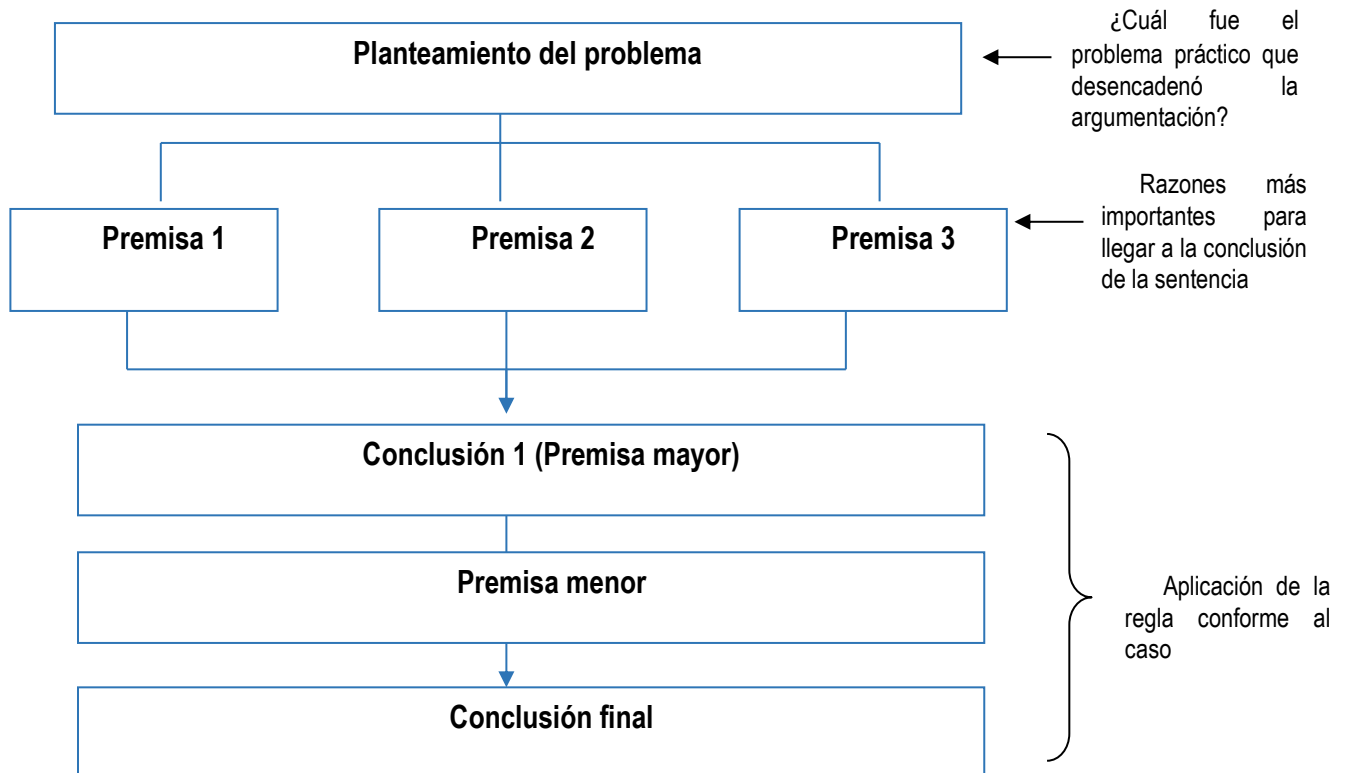 Planteamiento del problema
¿Cuál fue el
problema práctico que
desencadenó la
argumentación?
Premisa 1
Premisa 2
Premisa 3
Razones más
importantes para
llegar a la conclusión
de la sentencia
Conclusión 1 (Premisa mayor)
Premisa menor
Conclusión final
Aplicación de la
regla conforme al
caso